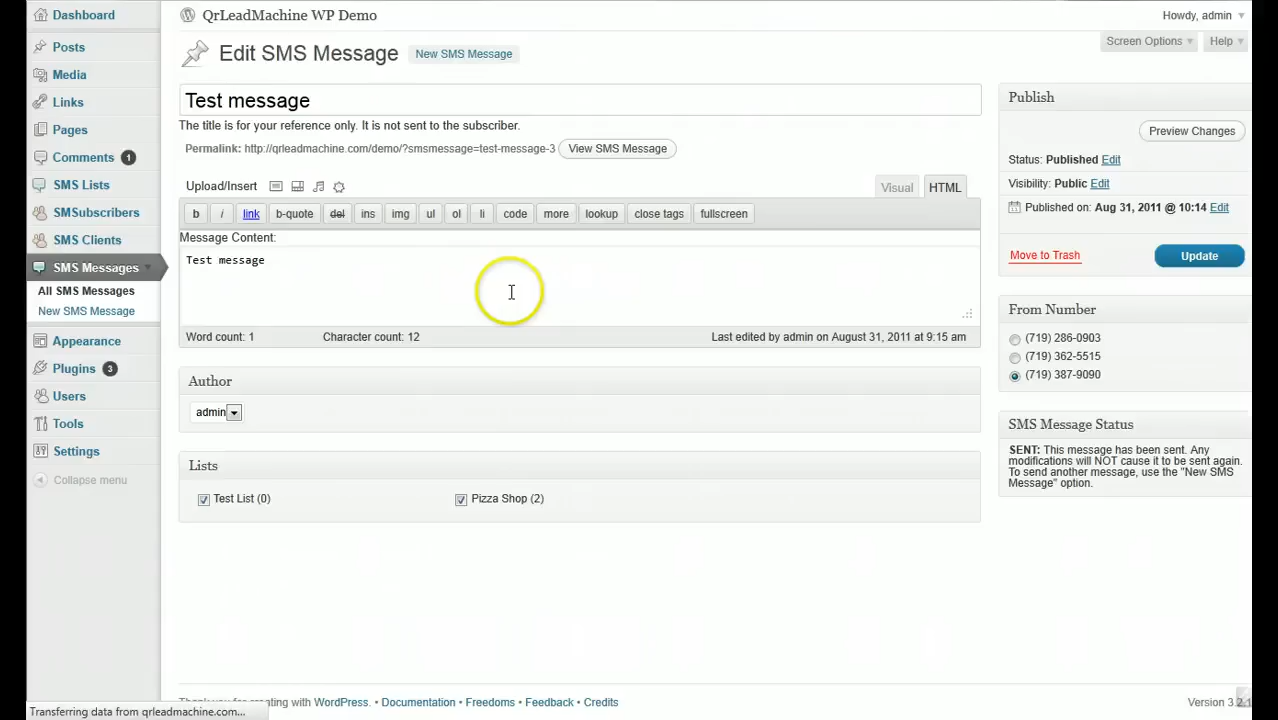 Dashboard
Posts
Media
Links
Pages
Comments 1
SMS Lists
SMSubscribers
SMS Clients
SMS Messages
All SMS Messages
New SMS Message
Appearance
Plugins 3
Users
Tools
Settings
Collapse menu
QrLeadMachine WP Demo
Howdy, admin
Screen Options
Help
Edit SMS Message
New SMS Message
Test message
The title is for your reference only. It is not sent to the subscriber.
Permalink: http://qrleadmachine.com/demo/?smsmessage=test-message-3 View SMS Message
Upload/Insert
Visual
HTML
b i link b-quote del ins img ul ol li code more lookup close tags fullscreen
Message Content:
Test message
Word count: 1 Character count: 12 Last edited by admin on August 31, 2011 at 9:15 am
Author
admin
Lists
Test List (0) Pizza Shop (2)
Publish
Preview Changes
Status: Published Edit
Visibility: Public Edit
Published on: Aug 31, 2011 @ 10:14 Edit
Move to Trash Update
From Number
(719) 286-0903
(719) 362-5515
(719) 387-9090
SMS Message Status
SENT: This message has been sent. Any
modifications will NOT cause it to be sent again.
To send another message, use the "New SMS
Message" option.
Thank you for creating with WordPress. • Documentation • Freedoms • Feedback • Credits
Version 3.2.1
Transferring data from qrleadmachine.com...